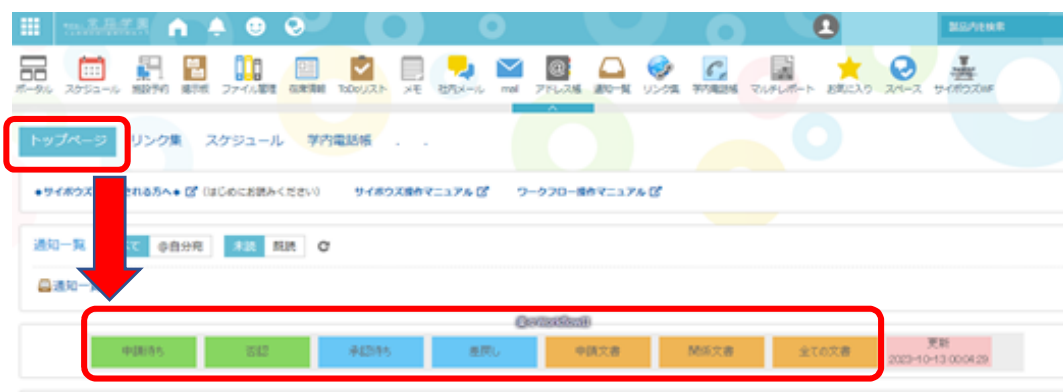 製品内を検索
ポータル スケジュール 施設予約 掲示板 ファイル管理 在席情報 ToDoリスト メモ 社内メール mail アドレス帳 通知一覧 リンク集 学内電話帳 マルチレポート お気に入り スペース サイボウズWF
トップページ リンク集 スケジュール 学内電話帳 . .
●サイボウズ される方へ● (はじめにお読みください) サイボウズ操作マニュアル ワークフロー操作マニュアル
通知一覧 て @自分宛 未読 既読
通知一
申請待ち 否認 承認待ち 差戻し 申請文書 関係文書 全ての文書 更新
2023-10-13 00:04:29